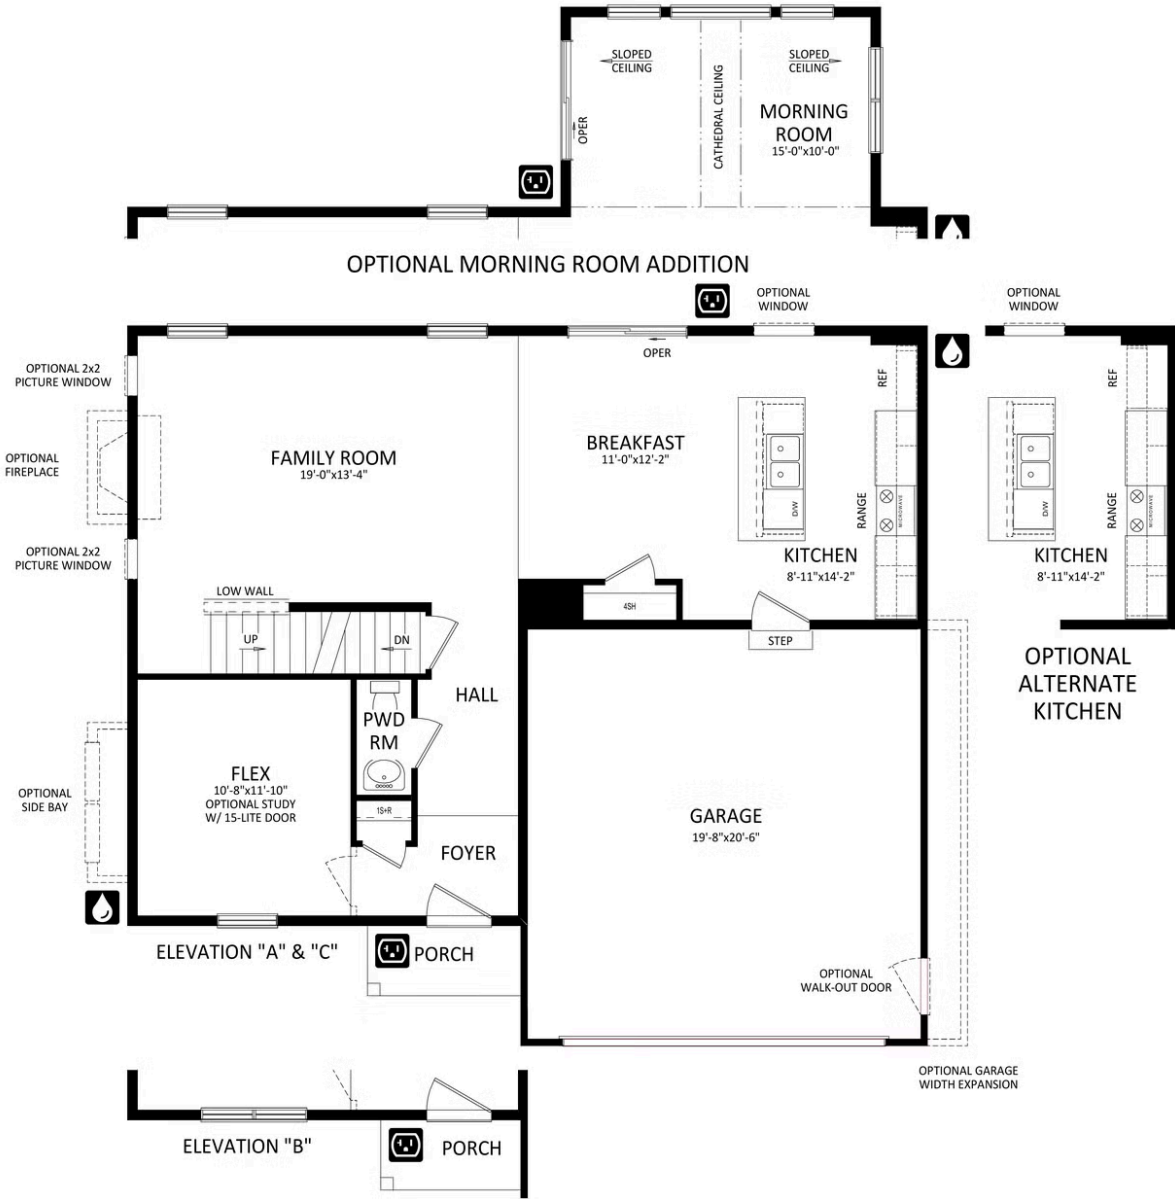 SLOPED
CEILING
SLOPED
CEILING
CATHEDRAL CEILING
MORNING
ROOM
15'-0"x10'-0"
OPER
OPTIONAL MORNING ROOM ADDITION
OPTIONAL
WINDOW
OPTIONAL
WINDOW
OPER
OPTIONAL 2x2
PICTURE WINDOW
REF
REF
OPTIONAL
FIREPLACE
FAMILY ROOM
19'-0"x13'-4"
BREAKFAST
11'-0"x12'-2"
D/W
RANGE
MICROWAVE
D/W
RANGE
MICROWAVE
OPTIONAL 2x2
PICTURE WINDOW
KITCHEN
8'-11"x14'-2"
KITCHEN
8'-11"x14'-2"
LOW WALL
4SH
UP
DN
STEP
OPTIONAL
ALTERNATE
KITCHEN
HALL
PWD
RM
FLEX
10'-8"x11'-10"
OPTIONAL STUDY
W/ 15-LITE DOOR
OPTIONAL
SIDE BAY
1S+R
GARAGE
19'-8"x20'-6"
FOYER
ELEVATION "A" & "C"
PORCH
OPTIONAL
WALK-OUT DOOR
OPTIONAL GARAGE
WIDTH EXPANSION
ELEVATION "B"
PORCH